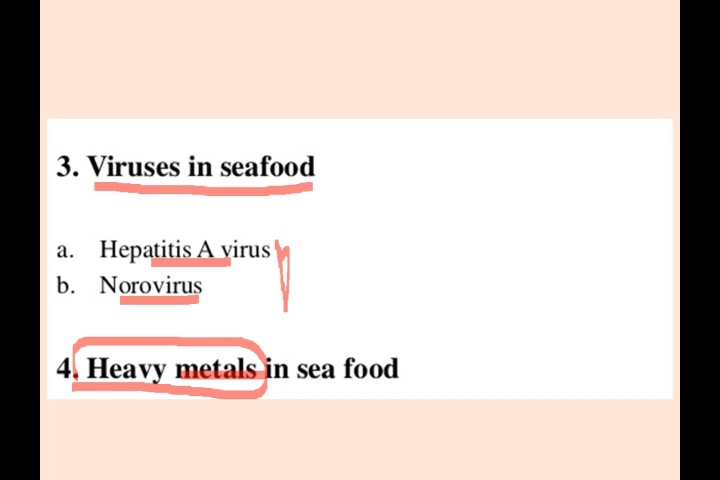 3. Viruses in seafood
a. Hepatitis A virus
b. Norovirus
4. Heavy metals in sea food